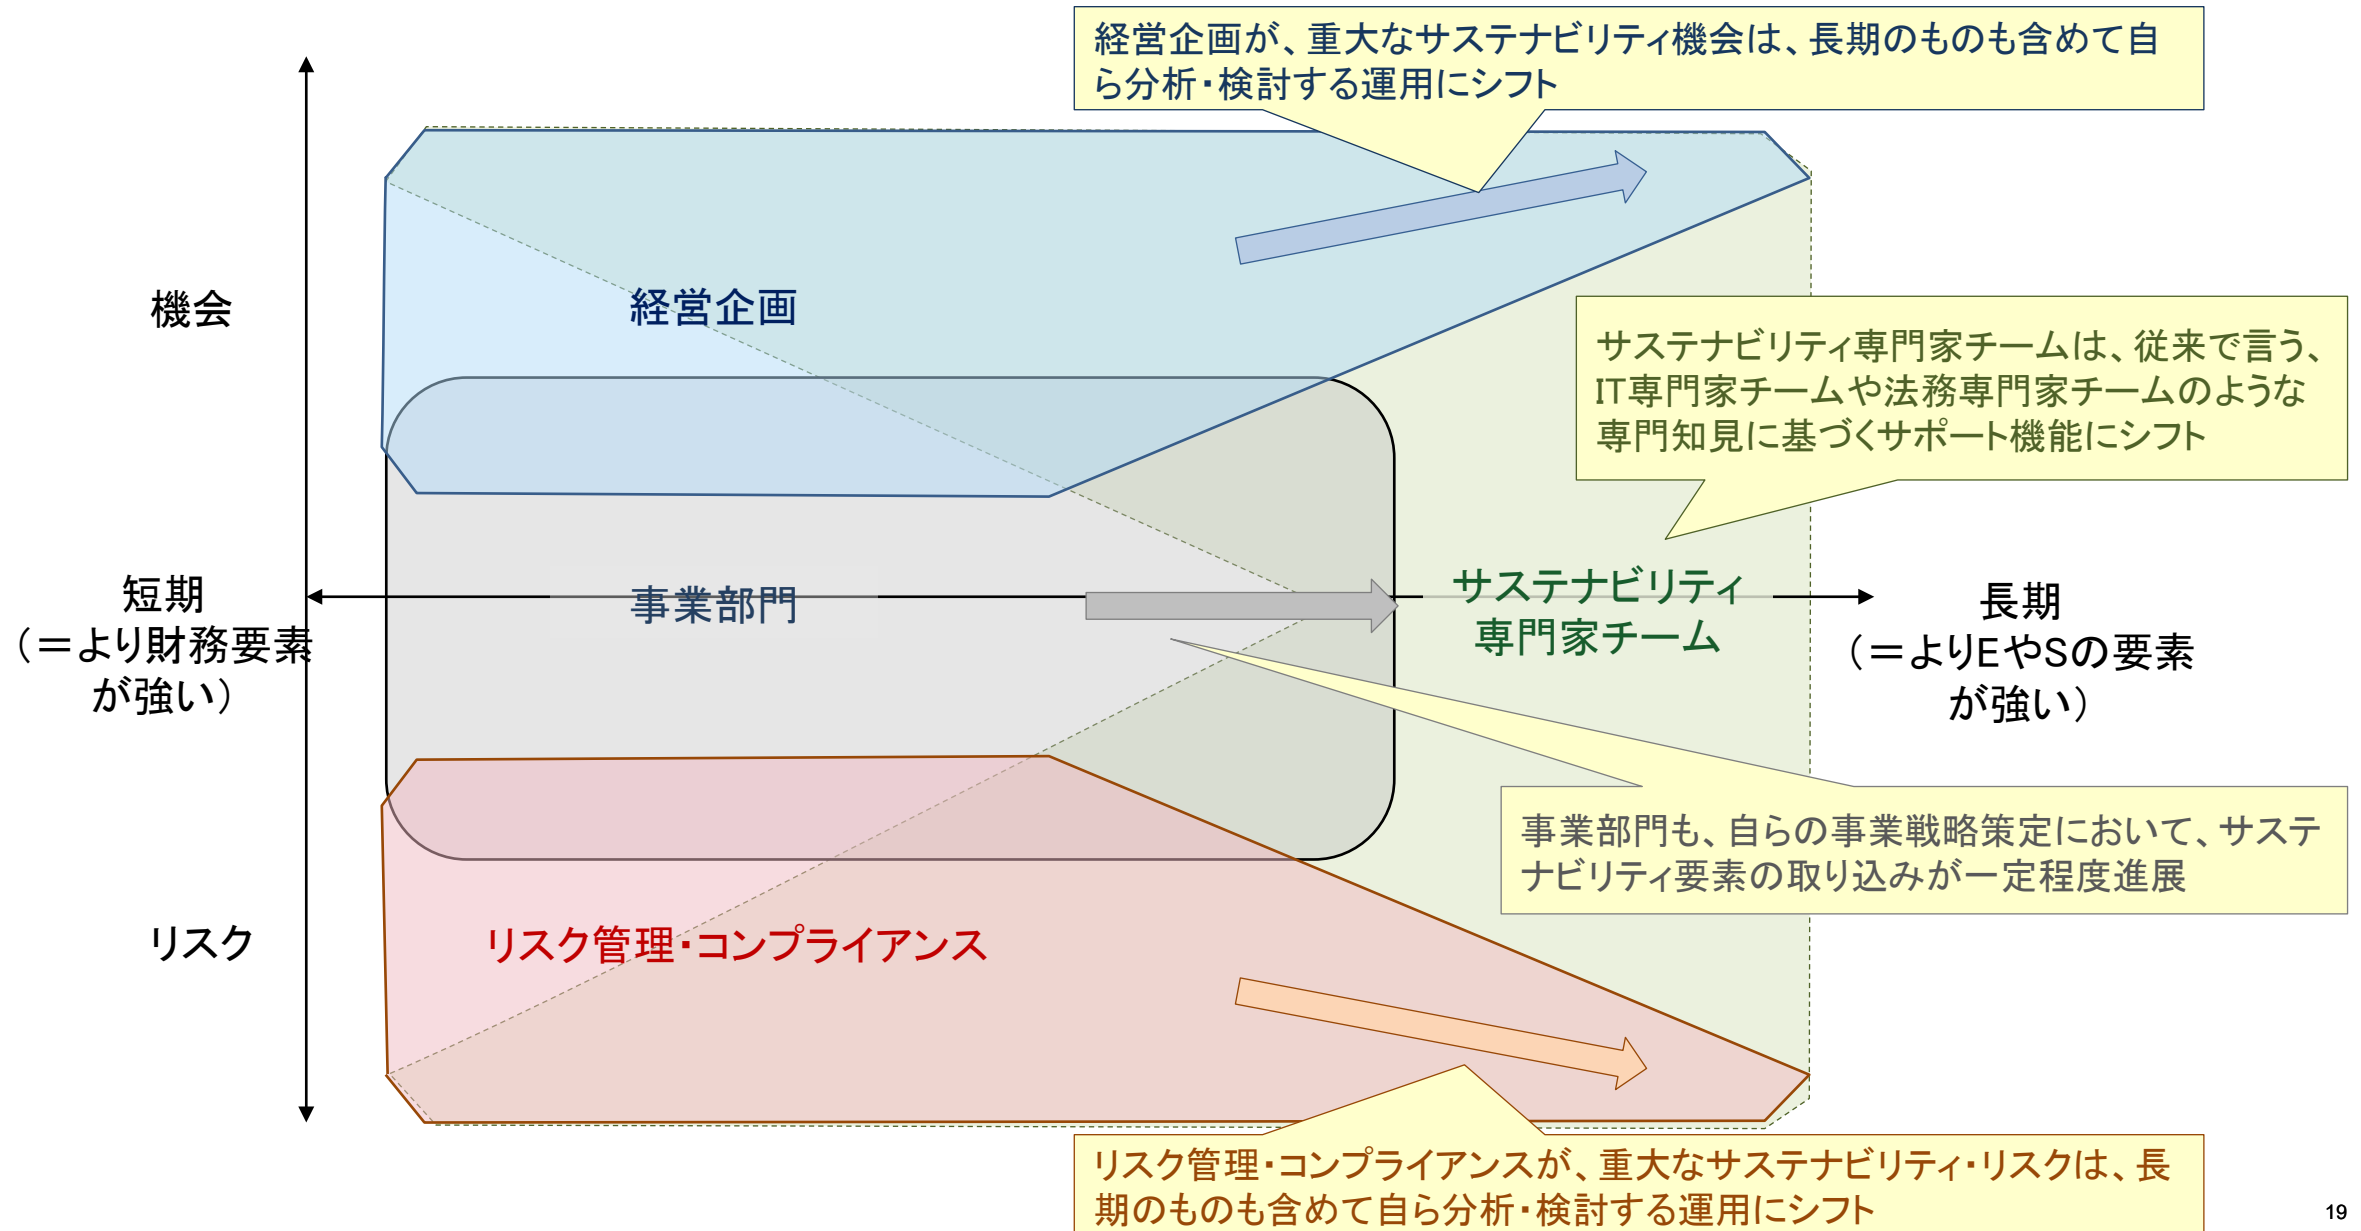 経営企画が、重大なサステナビリティ機会は、長期のものも含めて自
ら分析・検討する運用にシフト
機会
経営企画
サステナビリティ専門家チームは、従来で言う、
IT専門家チームや法務専門家チームのような
専門知見に基づくサポート機能にシフト
短期
（＝より財務要素
が強い）
事業部門
サステナビリティ
専門家チーム
長期
（＝よりEやSの要素
が強い）
事業部門も、自らの事業戦略策定において、サステ
ナビリティ要素の取り込みが一定程度進展
リスク
リスク管理・コンプライアンス
リスク管理・コンプライアンスが、重大なサステナビリティ・リスクは、長
期のものも含めて自ら分析・検討する運用にシフト
19